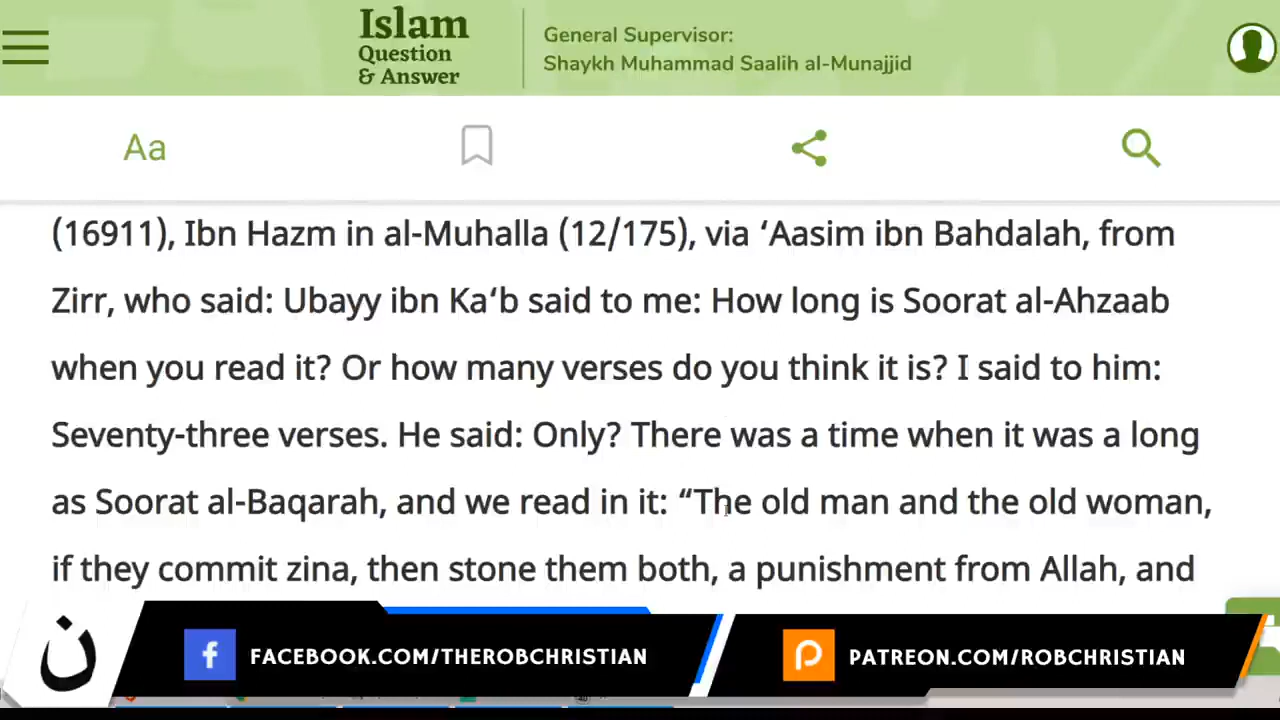 Islam
Question
& Answer
General Supervisor:
Shaykh Muhammad Saalih al-Munajjid
Aa
(16911), Ibn Hazm in al-Muhalla (12/175), via ‘Aasim ibn Bahdalah, from
Zirr, who said: Ubayy ibn Ka‘b said to me: How long is Soorat al-Ahzaab
when you read it? Or how many verses do you think it is? I said to him:
Seventy-three verses. He said: Only? There was a time when it was a long
as Soorat al-Baqarah, and we read in it: “The old man and the old woman,
if they commit zina, then stone them both, a punishment from Allah, and
ن
f FACEBOOK.COM/THEROBCHRISTIAN
PATREON.COM/ROBCHRISTIAN